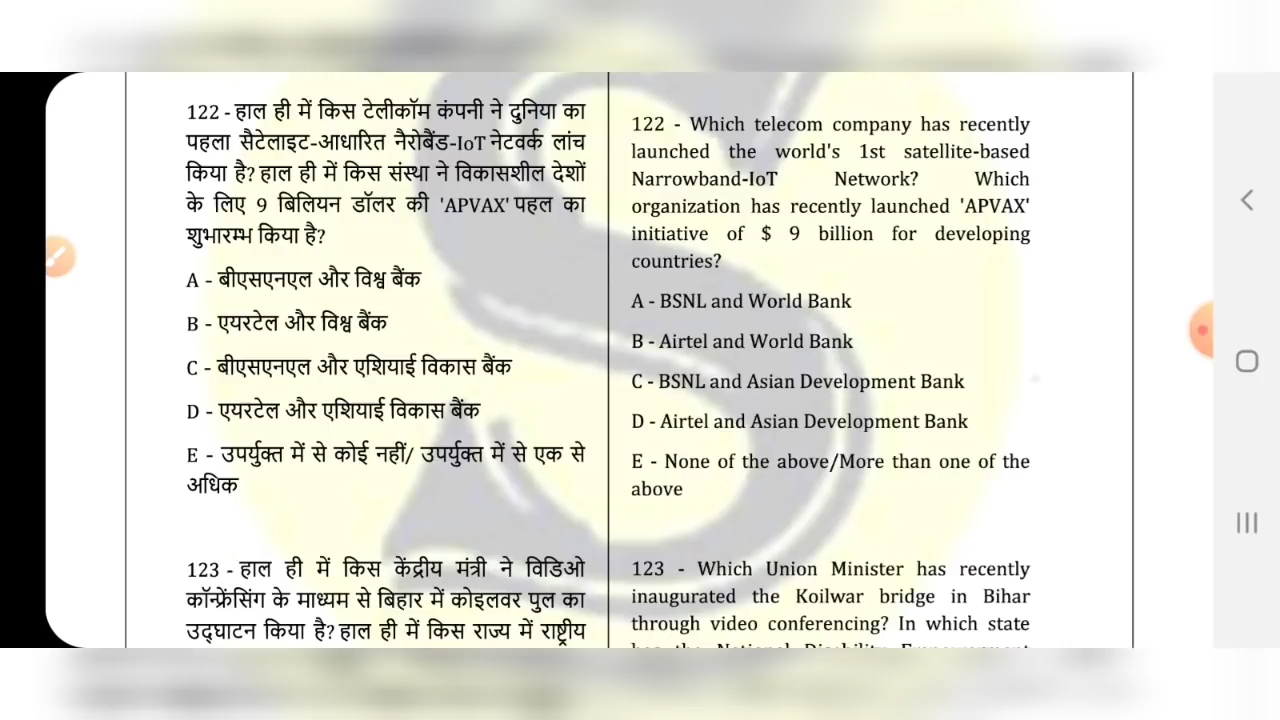 122 - हाल ही में किस टेलीकॉम कंपनी ने दुनिया का
पहला सैटेलाइट-आधारित नैरोबैंड-IoT नेटवर्क लांच
किया है? हाल ही में किस संस्था ने विकासशील देशों
के लिए 9 बिलियन डॉलर की 'APVAX' पहल का
शुभारम्भ किया है?
A - बीएसएनएल और विश्व बैंक
B - एयरटेल और विश्व बैंक
C - बीएसएनएल और एशियाई विकास बैंक
D - एयरटेल और एशियाई विकास बैंक
E - उपर्युक्त में से कोई नहीं/ उपर्युक्त में से एक से
अधिक
123 - हाल ही में किस केंद्रीय मंत्री ने विडिओ
कॉन्फ्रेंसिंग के माध्यम से बिहार में कोइलवर पुल का
उद्घाटन किया है? हाल ही में किस राज्य में राष्ट्रीय
122 - Which telecom company has recently
launched the world's 1st satellite-based
Narrowband-IoT Network? Which
organization has recently launched 'APVAX'
initiative of $ 9 billion for developing
countries?
A - BSNL and World Bank
B - Airtel and World Bank
C - BSNL and Asian Development Bank
D - Airtel and Asian Development Bank
E - None of the above/More than one of the
above
123 - Which Union Minister has recently
inaugurated the Koilwar bridge in Bihar
through video conferencing? In which state
has the National Disability Empowerment